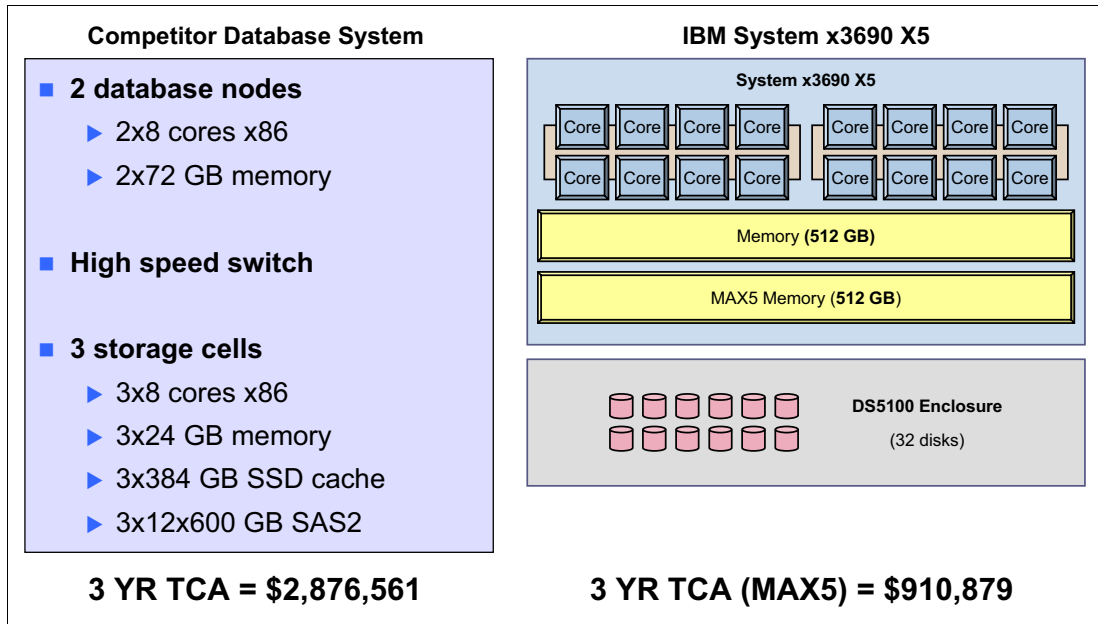 Competitor Database System
2 database nodes
2x8 cores x86
2x72 GB memory
High speed switch
3 storage cells
3x8 cores x86
3x24 GB memory
3x384 GB SSD cache
3x12x600 GB SAS2
3 YR TCA = $2,876,561
IBM System x3690 X5
System x3690 X5
Core Core Core Core Core Core Core Core
Core Core Core Core Core Core Core Core
Memory (512 GB)
MAX5 Memory (512 GB)
DS5100 Enclosure
(32 disks)
3 YR TCA (MAX5) = $910,879